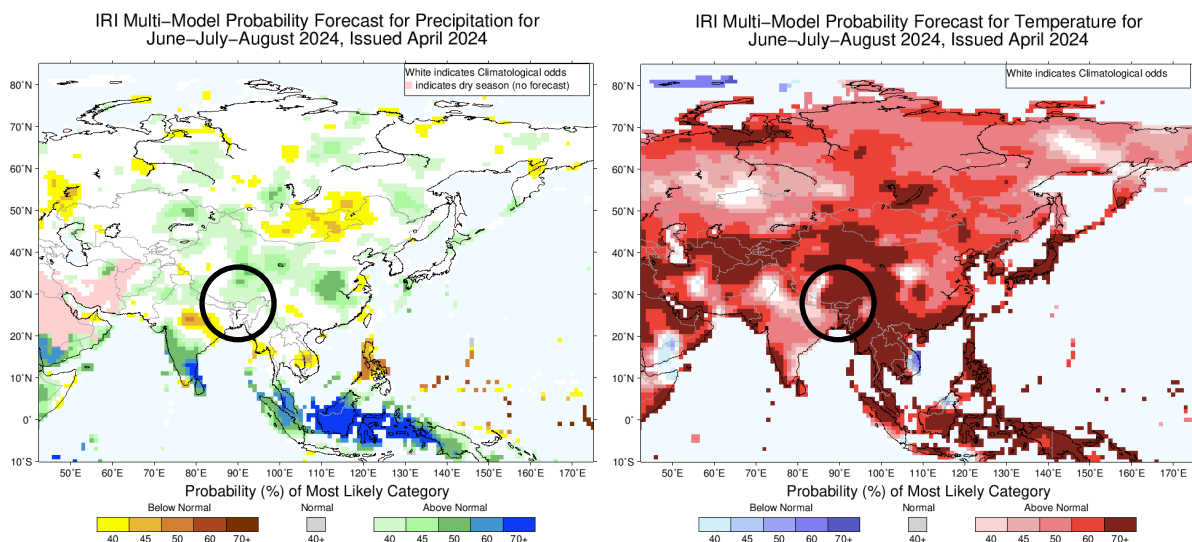 IRI Multi−Model Probability Forecast for Precipitation for
June−July−August 2024, Issued April 2024
White indicates Climatological odds
indicates dry season (no forecast)
80°N
70°N
60°N
50°N
40°N
30°N
20°N
10°N
0°
10°S
50°E 60°E 70°E 80°E 90°E 100°E 110°E 120°E 130°E 140°E 150°E 160°E 170°E
Probability (%) of Most Likely Category
Below Normal Normal Above Normal
40 45 50 60 70+ 40+ 40 45 50 60 70+
IRI Multi−Model Probability Forecast for Temperature for
June−July−August 2024, Issued April 2024
White indicates Climatological odds
80°N
70°N
60°N
50°N
40°N
30°N
20°N
10°N
0°
10°S
50°E 60°E 70°E 80°E 90°E 100°E 110°E 120°E 130°E 140°E 150°E 160°E 170°E
Probability (%) of Most Likely Category
Below Normal Normal Above Normal
40 45 50 60 70+ 40+ 40 45 50 60 70+